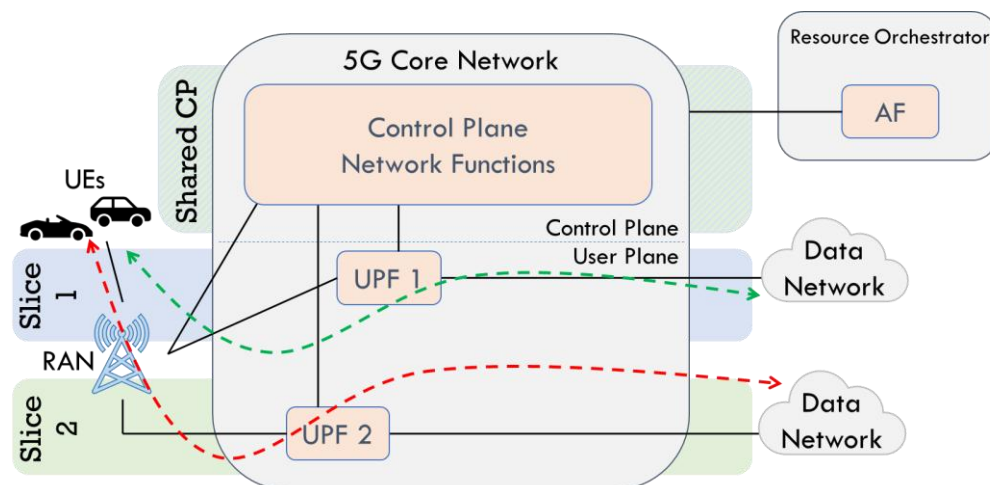 5G Core Network
Resource Orchestrator
AF
Shared CP
Control Plane
Network Functions
UEs
Control Plane
User Plane
Slice
1
UPF 1
Data
Network
RAN
Slice
2
UPF 2
Data
Network